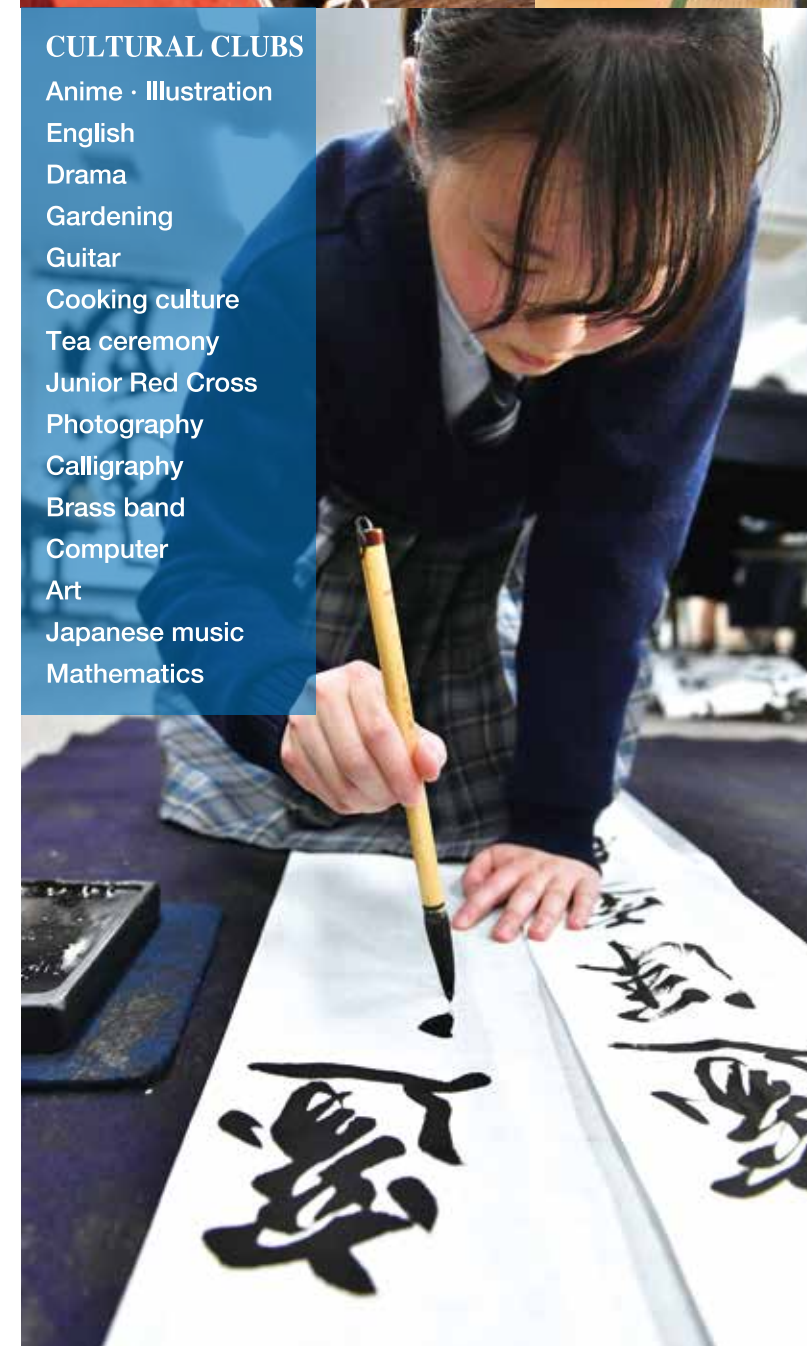 CULTURAL CLUBS
Anime · Illustration
English
Drama
Gardening
Guitar
Cooking culture
Tea ceremony
Junior Red Cross
Photography
Calligraphy
Brass band
Computer
Art
Japanese music
Mathematics